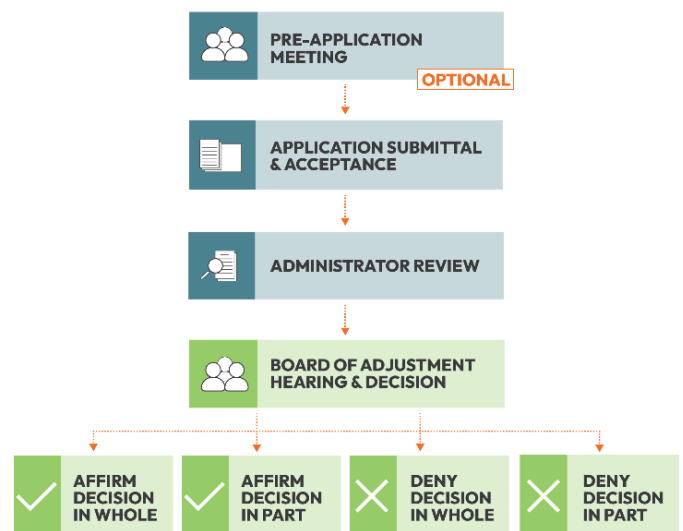 PRE-APPLICATION
MEETING
OPTIONAL
APPLICATION SUBMITTAL
& ACCEPTANCE
ADMINISTRATOR REVIEW
BOARD OF ADJUSTMENT
HEARING & DECISION
AFFIRM
DECISION
IN WHOLE
AFFIRM
DECISION
IN PART
DENY
DECISION
IN WHOLE
DENY
DECISION
IN PART